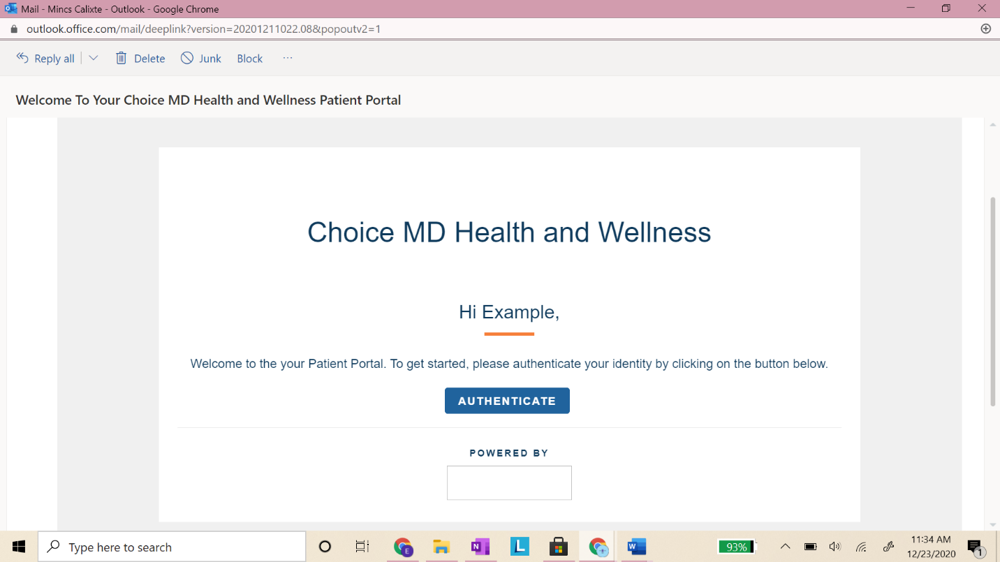 Mail - Mincs Calixte - Outlook - Google Chrome
outlook.office.com/mail/deeplink?version=20201211022.08&popoutv2=1
Reply all Delete Junk Block ...
Welcome To Your Choice MD Health and Wellness Patient Portal
Choice MD Health and Wellness
Hi Example,
Welcome to the your Patient Portal. To get started, please authenticate your identity by clicking on the button below.
AUTHENTICATE
POWERED BY
Type here to search
E
N
L
W
93%
11:34 AM
12/23/2020
1